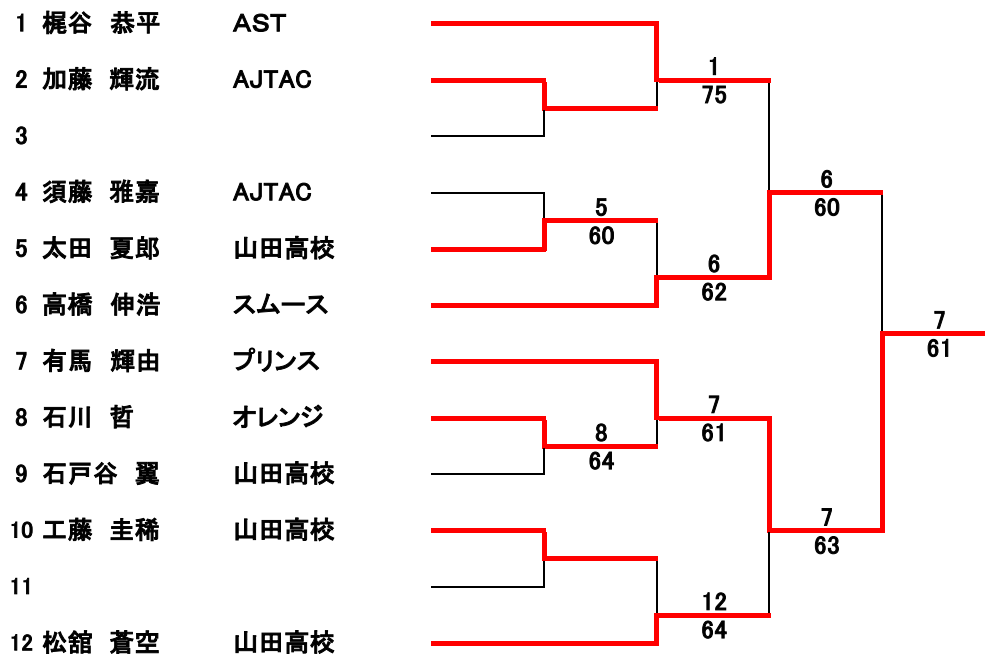 1 梶谷 恭平 AST
1
2 加藤 輝流 AJTAC
75
3
4 須藤 雅嘉 AJTAC
6
5
60
60
5 太田 夏郎 山田高校
6
62
6 高橋 伸浩 スムース
7
7 有馬 輝由 プリンス
61
7
8 石川 哲 オレンジ
8
61
64
9 石戸谷 翼 山田高校
7
10 工藤 圭稀 山田高校
63
11
12
64
12 松舘 蒼空 山田高校